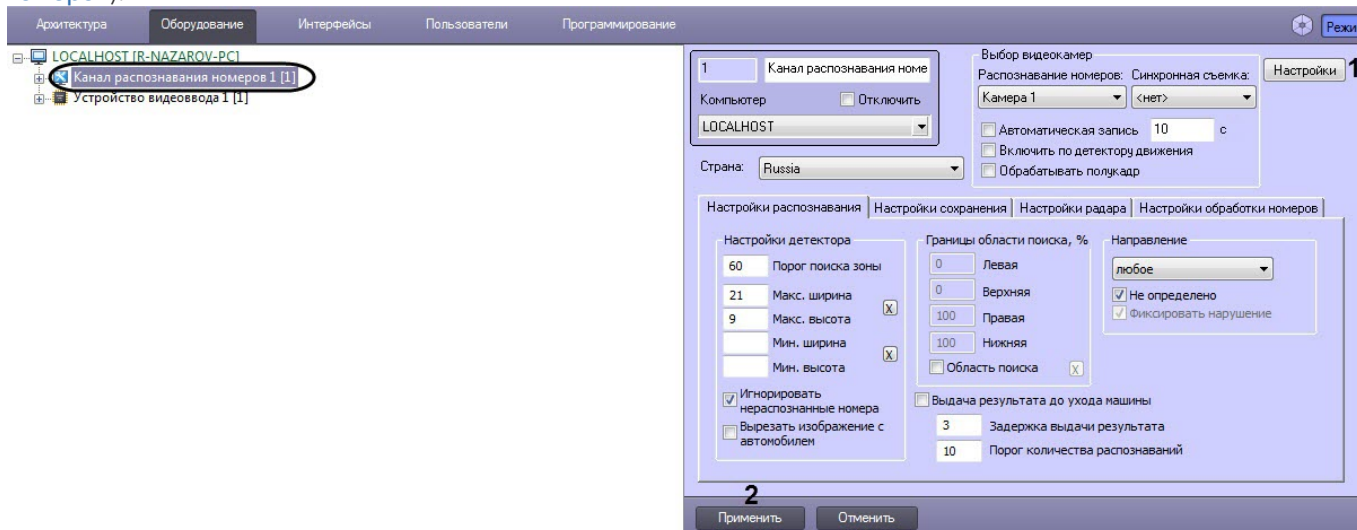 Архитектура Оборудование Интерфейсы Пользователи Программирование
LOCALHOST [R-NAZAROV-PC]
Канал распознавания номеров 1 [1]
Устройство видеоввода 1 [1]
1 Канал распознавания номе
Компьютер Отключить
LOCALHOST
Страна: Russia
Выбор видеокамер
Распознавание номеров: Синхронная съемка:
Камера 1 <нет>
Автоматическая запись 10 с
Включить по детектору движения
Обрабатывать полукадр
Настройки 1
Настройки распознавания Настройки сохранения Настройки радара Настройки обработки номеров
Настройки детектора
60 Порог поиска зоны
21 Макс. ширина
X
9 Макс. высота
Мин. ширина
X
Мин. высота
Игнорировать
нераспознанные номера
Вырезать изображение с
автомобилем
Границы области поиска, %
0 Левая
0 Верхняя
100 Правая
100 Нижняя
Область поиска X
Направление
любое
Не определено
Фиксировать нарушение
Выдача результата до ухода машины
3 Задержка выдачи результата
10 Порог количества распознаваний
2
Применить Отменить